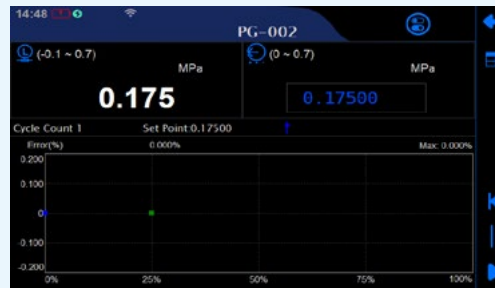 14:48
PG-002
(-0.1 ~ 0.7)
MPa
0.175
(0 ~ 0.7)
MPa
0.17500
Cycle Count 1 Set Point:0.17500
Error(%) 0.000% Max: 0.000%
0.200
0.100
0
-0.100
-0.200
0% 25% 50% 75% 100%